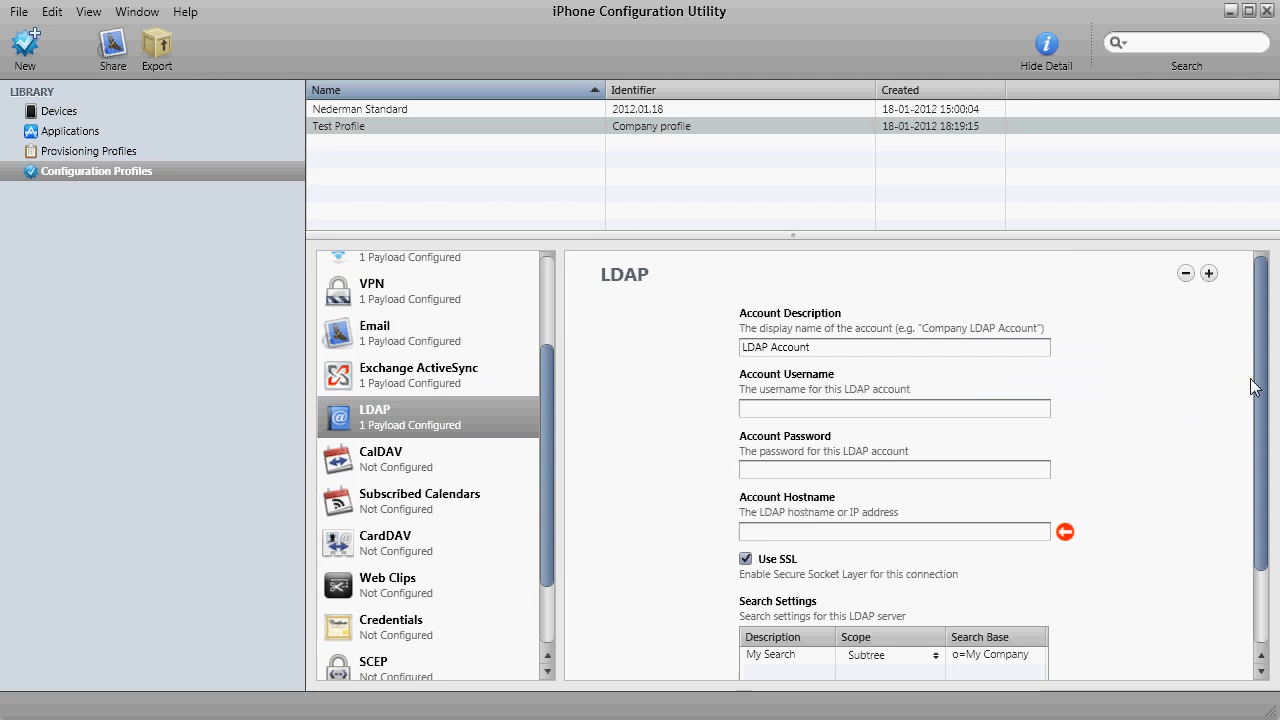 File Edit View Window Help
iPhone Configuration Utility
New
Share
Export
Hide Detail
Search
LIBRARY
Devices
Applications
Provisioning Profiles
Configuration Profiles
Name Identifier Created
Nederman Standard 2012.01.18 18-01-2012 15:00:04
Test Profile Company profile 18-01-2012 18:19:15
1 Payload Configured
VPN
1 Payload Configured
Email
1 Payload Configured
Exchange ActiveSync
1 Payload Configured
LDAP
1 Payload Configured
CalDAV
Not Configured
Subscribed Calendars
Not Configured
CardDAV
Not Configured
Web Clips
Not Configured
Credentials
Not Configured
SCEP
Not Configured
LDAP
Account Description
The display name of the account (e.g. "Company LDAP Account")
LDAP Account
Account Username
The username for this LDAP account
Account Password
The password for this LDAP account
Account Hostname
The LDAP hostname or IP address
Use SSL
Enable Secure Socket Layer for this connection
Search Settings
Search settings for this LDAP server
Description Scope Search Base
My Search Subtree o=My Company